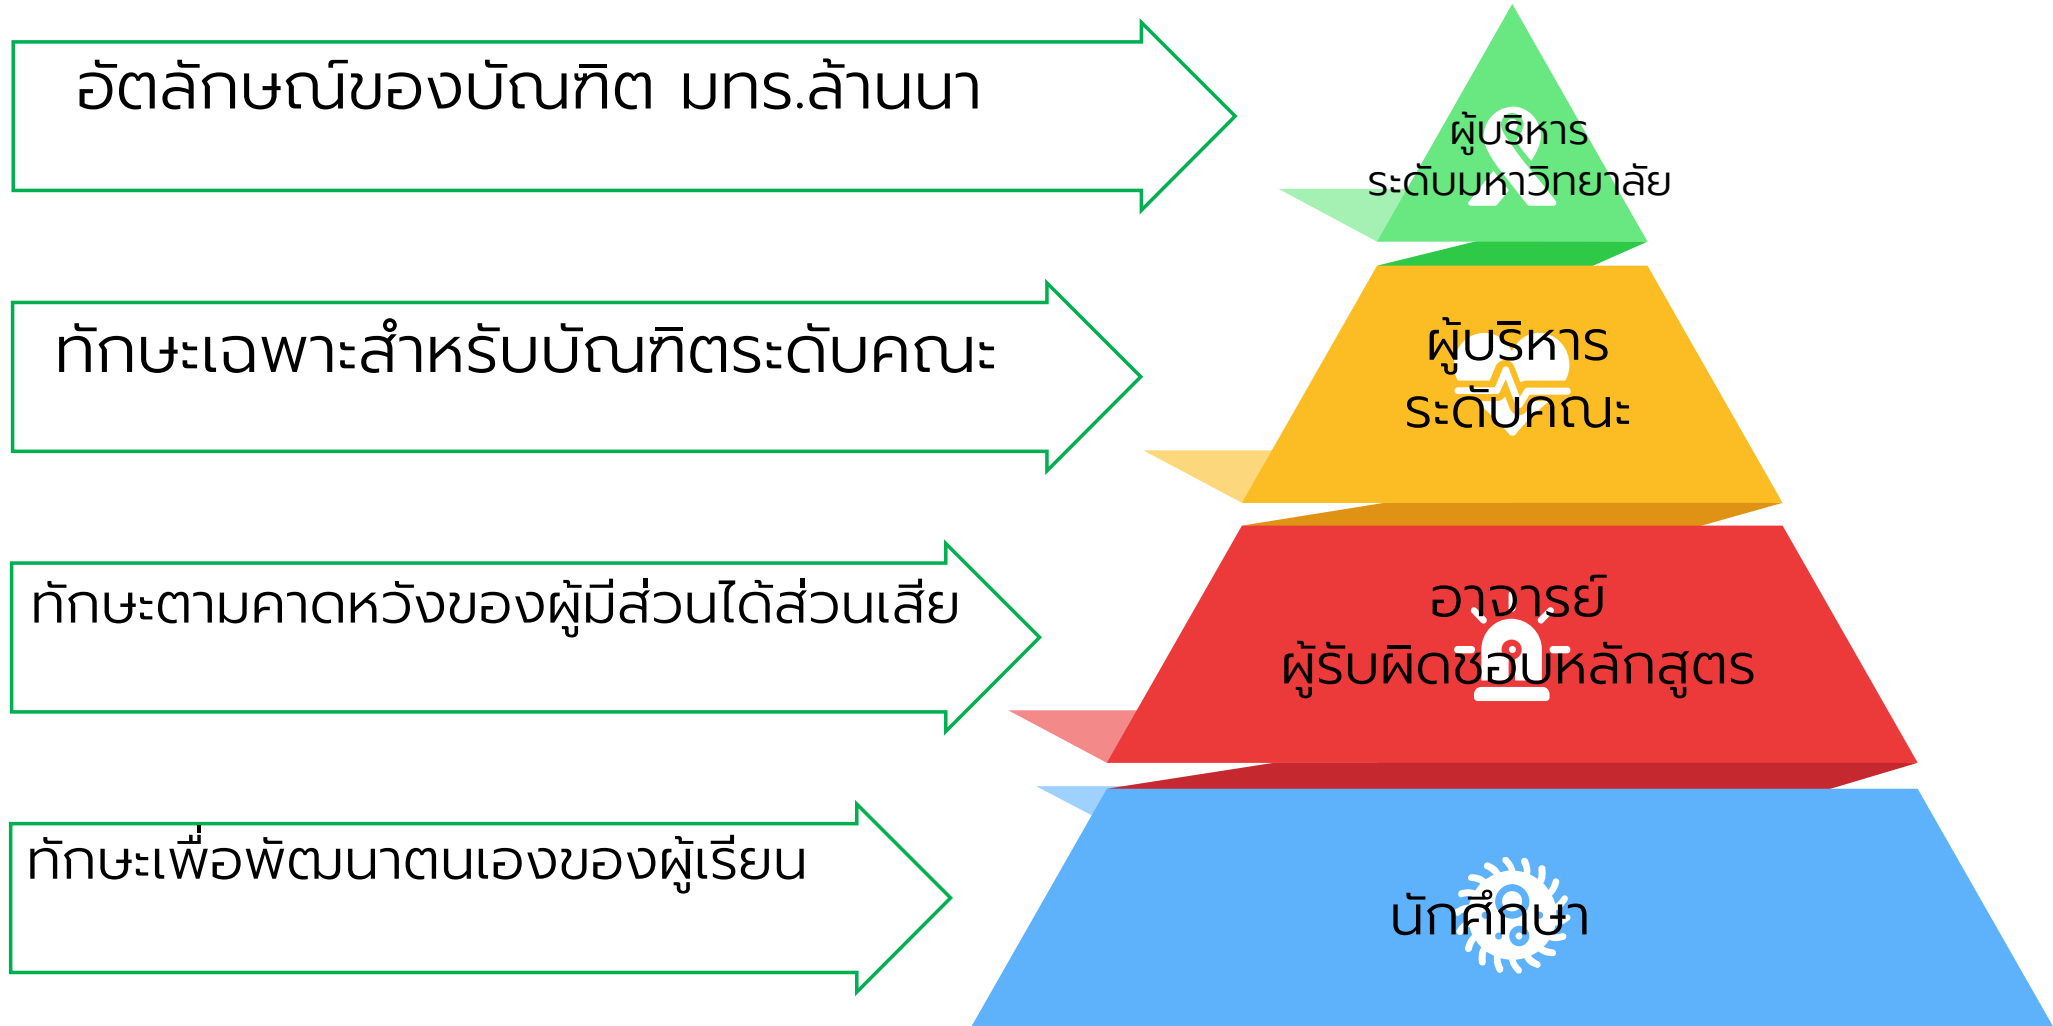 อัตลักษณ์ของบัณฑิต มทร.ล้านนา
ผู้บริหาร
ระดับมหาวิทยาลัย
ทักษะเฉพาะสำหรับบัณฑิตระดับคณะ
ผู้บริหาร
ระดับคณะ
ทักษะตามคาดหวังของผู้มีส่วนได้ส่วนเสีย
อาจารย์
ผู้รับผิดชอบหลักสูตร
ทักษะเพื่อพัฒนาตนเองของผู้เรียน
นักศึกษา